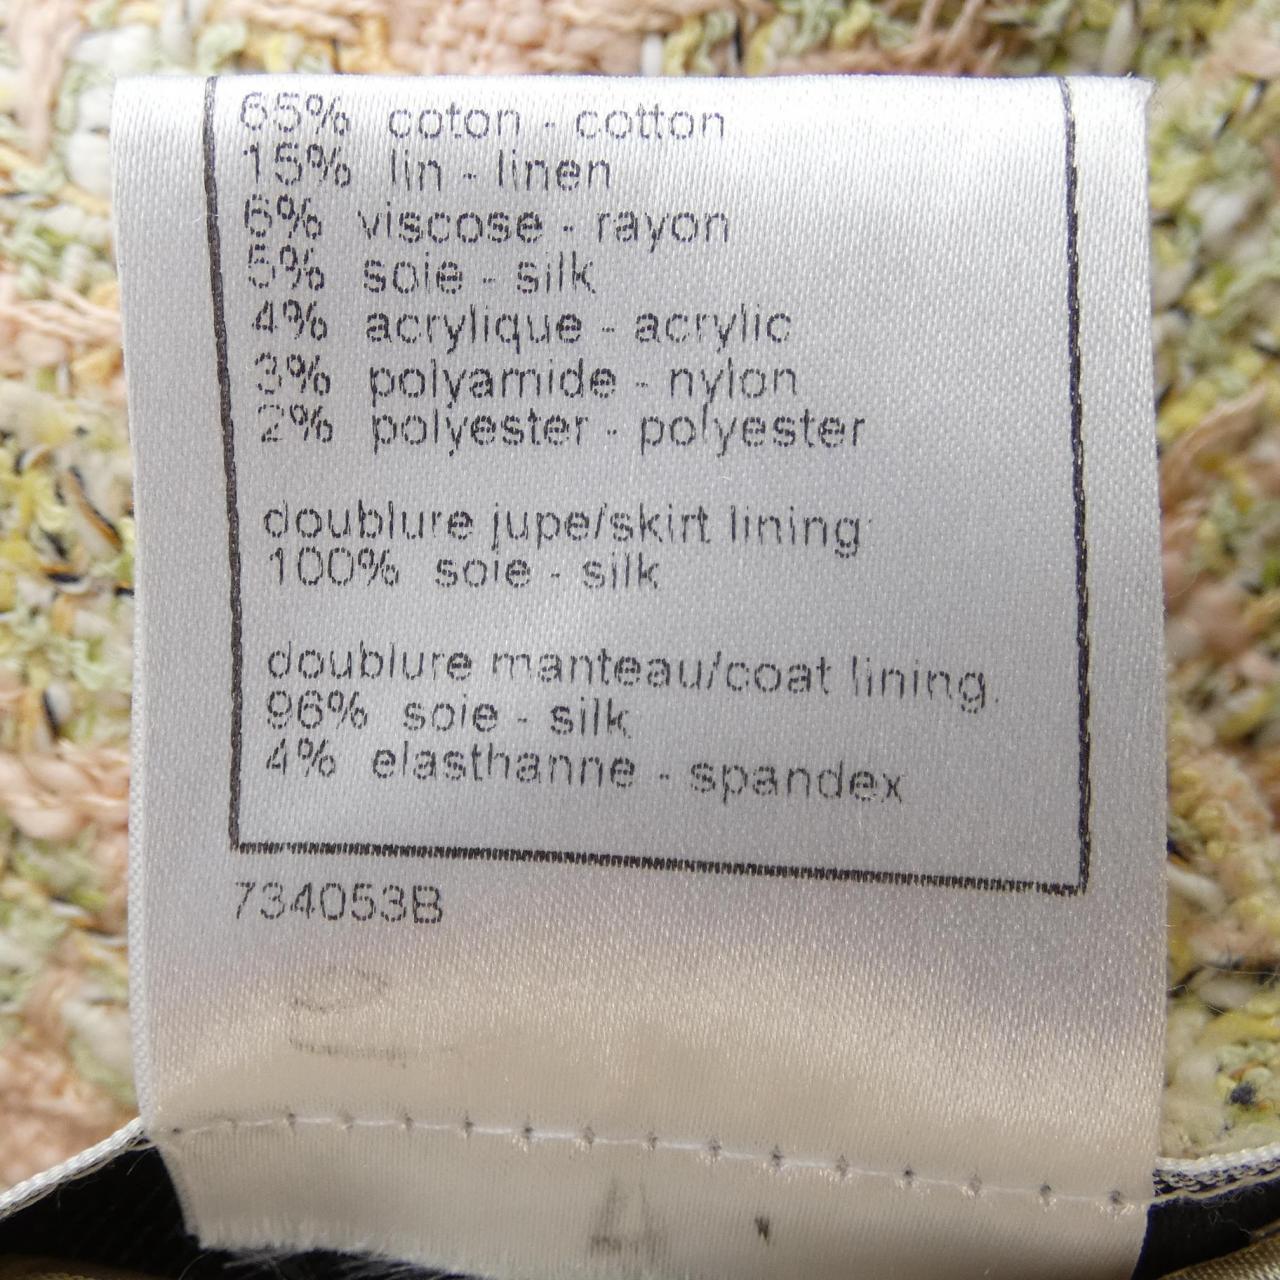 65% coton - cotton
15% lin - linen
6% viscose - rayon
5% soie - silk
4% acrylique - acrylic
3% polyamide - nylon
2% polyester - polyester
doublure jupe/skirt lining:
100% soie - silk
doublure manteau/coat lining:
96% soie - silk
4% elasthanne - spandex
734053B